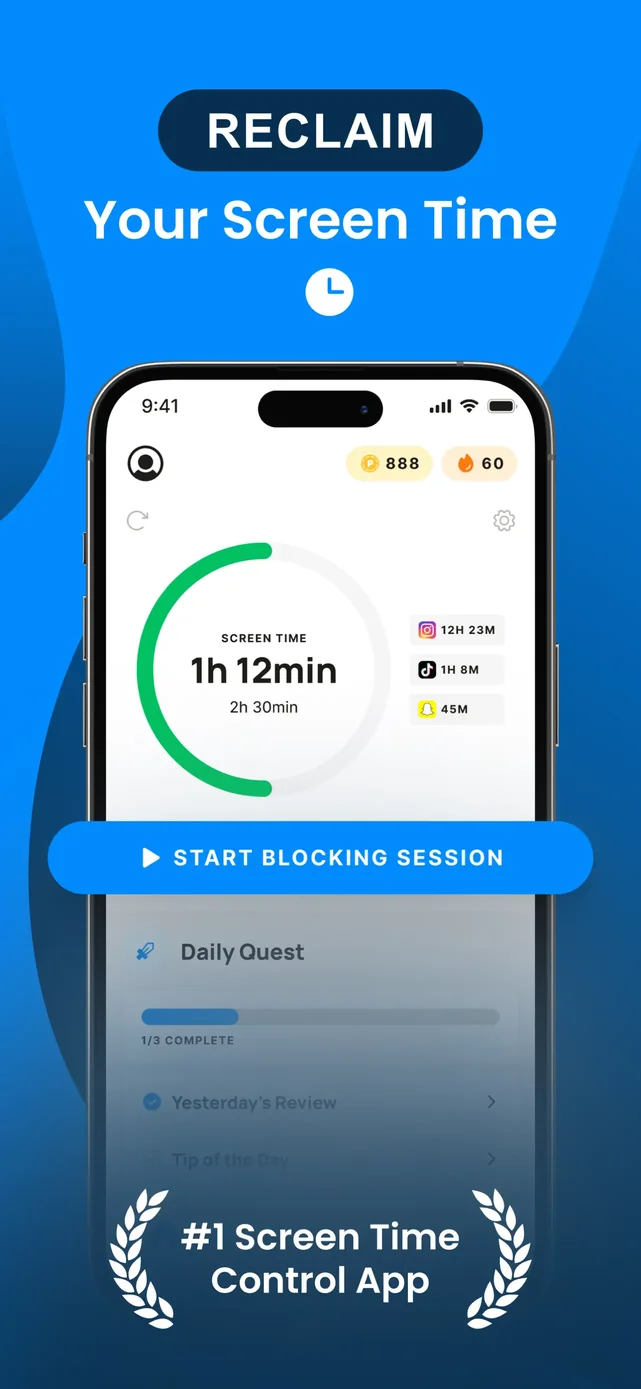 RECLAIM
Your Screen Time
9:41
888
60
SCREEN TIME
1h 12min
2h 30min
12H 23M
1H 8M
45M
START BLOCKING SESSION
Daily Quest
1/3 COMPLETE
Yesterday's Review
Tip of the Day
#1 Screen Time
Control App